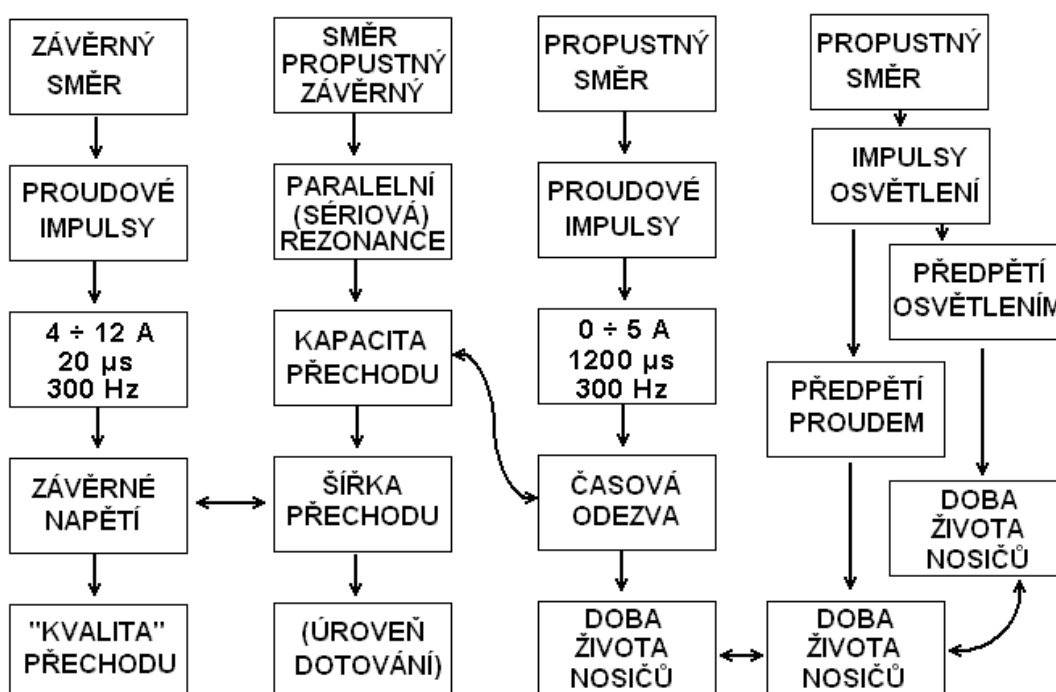 ZÁVĚRNÝ
SMĚR
PROUDOVÉ
IMPULSY
4 ÷ 12 A
20 µs
300 Hz
ZÁVĚRNÉ
NAPĚTÍ
"KVALITA"
PŘECHODU
SMĚR
PROPUSTNÝ
ZÁVĚRNÝ
PARALELNÍ
(SÉRIOVÁ)
REZONANCE
KAPACITA
PŘECHODU
ŠÍŘKA
PŘECHODU
(ÚROVEŇ
DOTOVÁNÍ)
PROPUSTNÝ
SMĚR
PROUDOVÉ
IMPULSY
0 ÷ 5 A
1200 µs
300 Hz
ČASOVÁ
ODEZVA
DOBA
ŽIVOTA
NOSIČŮ
PROPUSTNÝ
SMĚR
IMPULSY
OSVĚTLENÍ
PŘEDPĚTÍ
PROUDEM
DOBA
ŽIVOTA
NOSIČŮ
PŘEDPĚTÍ
OSVĚTLENÍM
DOBA
ŽIVOTA
NOSIČŮ